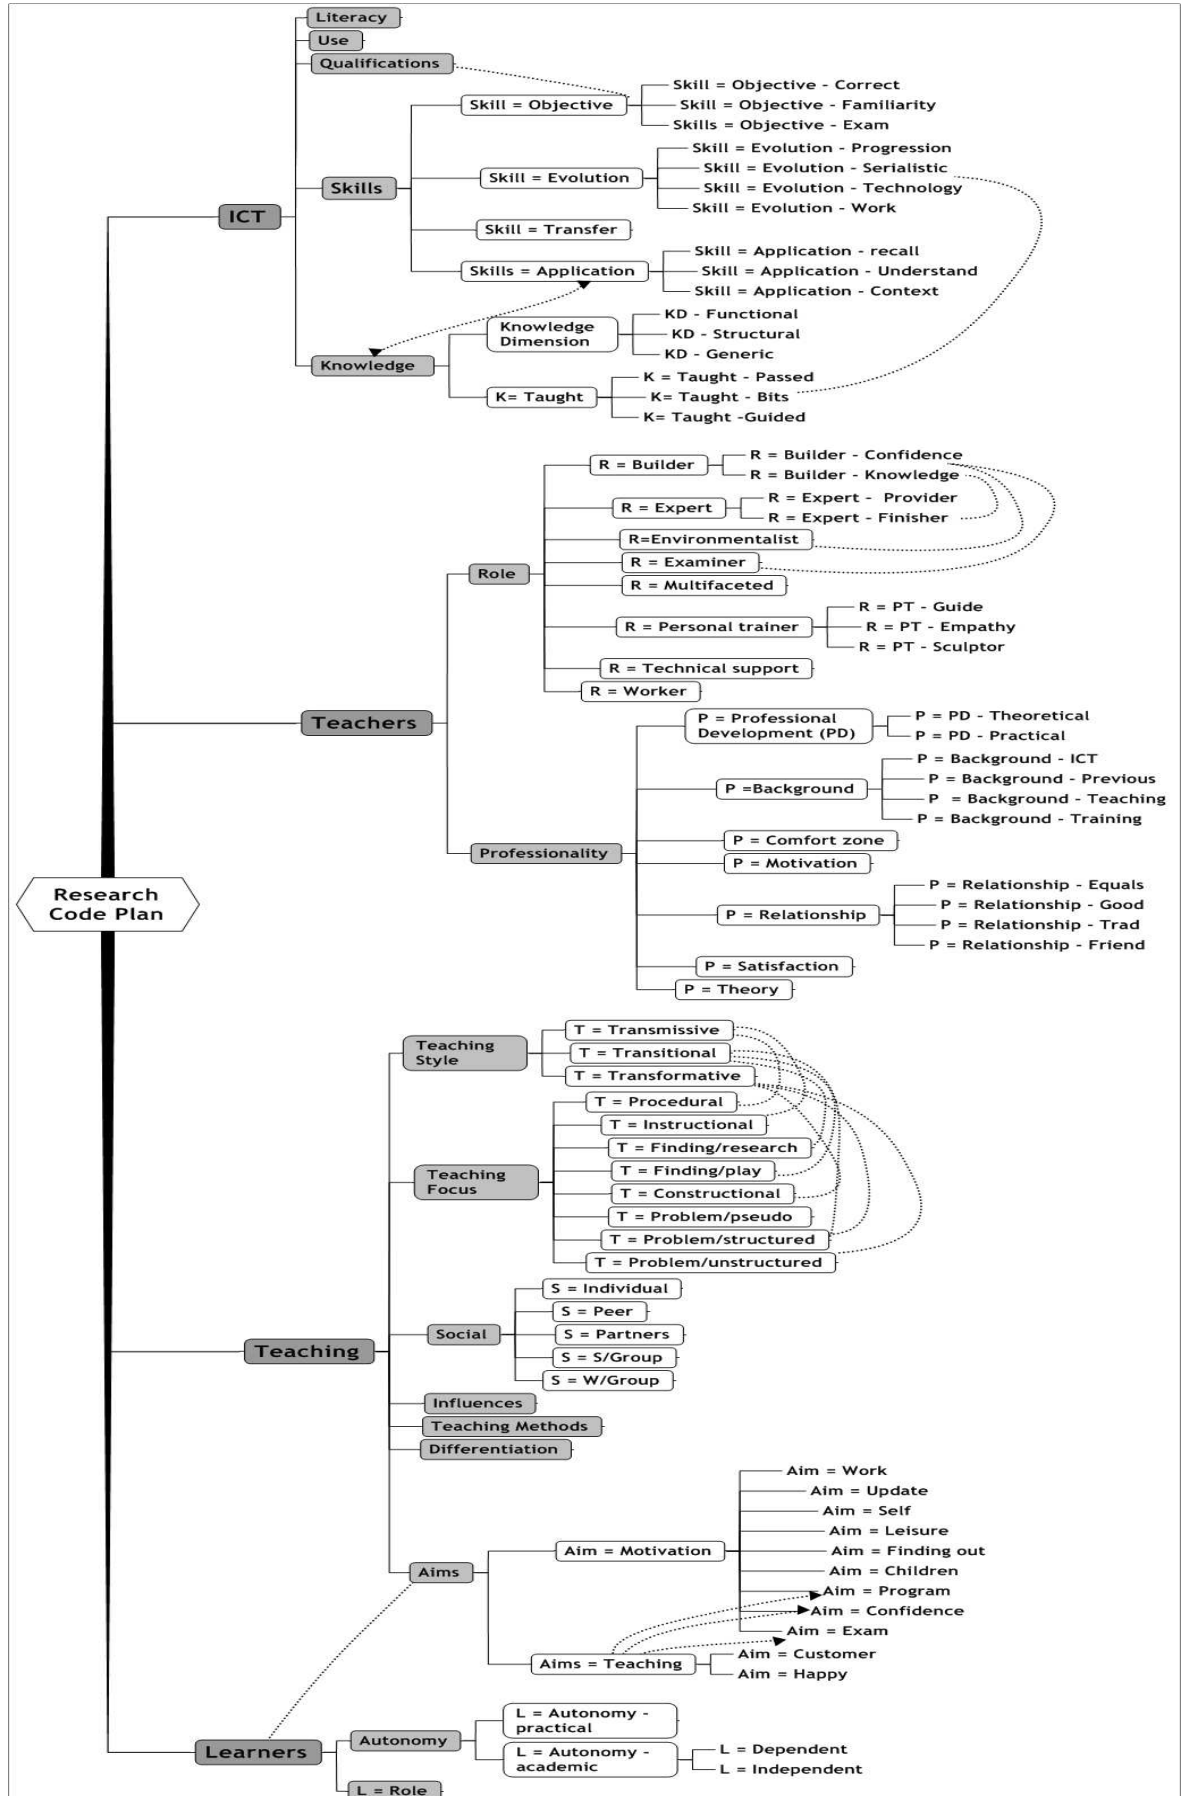 Literacy
Use
Qualifications
Skill = Objective
Skill = Objective - Correct
Skill = Objective - Familiarity
Skills = Objective - Exam
Skills
Skill = Evolution
Skill = Evolution - Progression
Skill = Evolution - Serialistic
Skill = Evolution - Technology
Skill = Evolution - Work
ICT
Skill = Transfer
Skills = Application
Skill = Application - recall
Skill = Application - Understand
Skill = Application - Context
Knowledge
Knowledge
Dimension
KD - Functional
KD - Structural
KD - Generic
K= Taught
K = Taught - Passed
K= Taught - Bits
K= Taught -Guided
R = Builder
R = Builder - Confidence
R = Builder - Knowledge
R = Expert
R = Expert -  Provider
R = Expert - Finisher
R=Environmentalist
R = Examiner
Role
R = Multifaceted
R = Personal trainer
R = PT - Guide
R = PT - Empathy
R = PT - Sculptor
R = Technical support
R = Worker
Teachers
P = Professional
Development (PD)
P = PD - Theoretical
P = PD - Practical
P =Background
P = Background - ICT
P = Background - Previous
P  = Background - Teaching
P = Background - Training
P = Comfort zone
Professionality
P = Motivation
P = Relationship
P = Relationship - Equals
P = Relationship - Good
P = Relationship - Trad
P = Relationship - Friend
P = Satisfaction
P = Theory
Research
Code Plan
Teaching
Style
T = Transmissive
T = Transitional
T = Transformative
T = Procedural
T = Instructional
T = Finding/research
Teaching
Focus
T = Finding/play
T = Constructional
T = Problem/pseudo
T = Problem/structured
T = Problem/unstructured
S = Individual
S = Peer
Social
S = Partners
S = S/Group
S = W/Group
Teaching
Influences
Teaching Methods
Differentiation
Aims
Aim = Motivation
Aim = Work
Aim = Update
Aim = Self
Aim = Leisure
Aim = Finding out
Aim = Children
Aim = Program
Aim = Confidence
Aim = Exam
Aims = Teaching
Aim = Customer
Aim = Happy
Learners
Autonomy
L = Autonomy -
practical
L = Autonomy -
academic
L = Dependent
L = Independent
L = Role